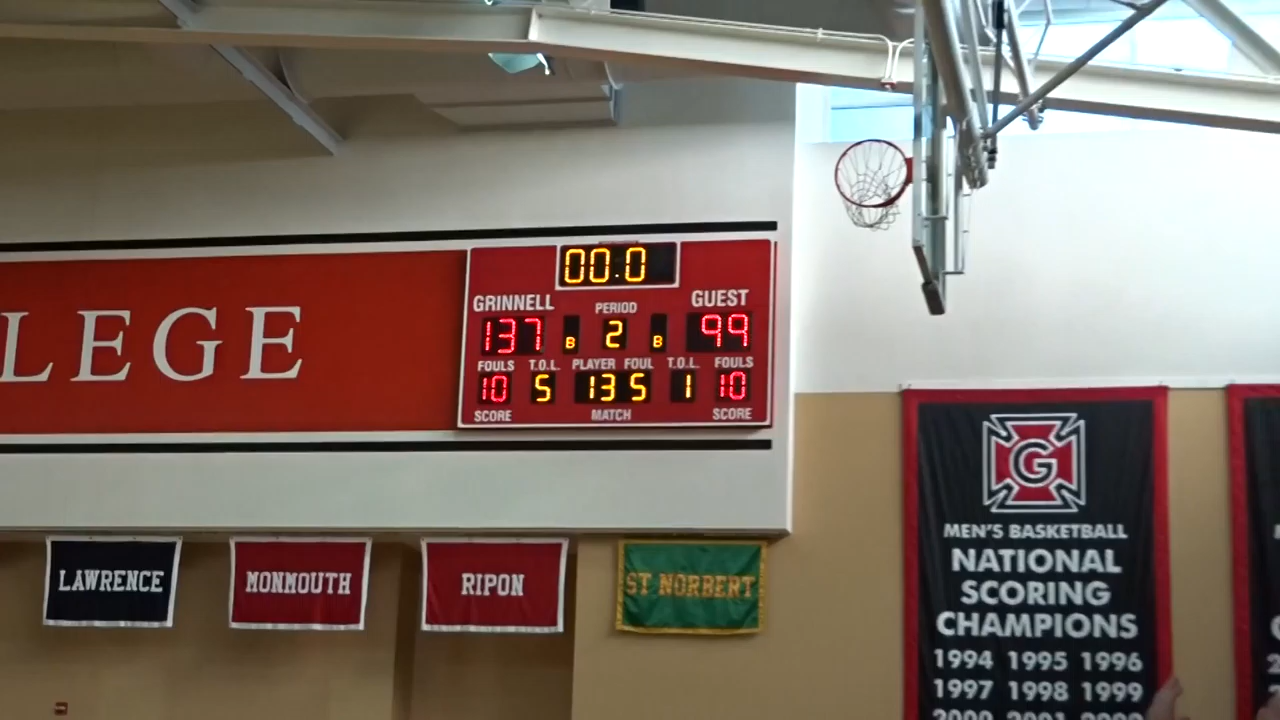 LEGE
00.0
GRINNELL PERIOD GUEST
137 B 2 B 99
FOULS T.O.L. PLAYER FOUL T.O.L. FOULS
10 5 13 5 1 10
SCORE MATCH SCORE
LAWRENCE
MONMOUTH
RIPON
ST NORBERT
G
MEN'S BASKETBALL
NATIONAL
SCORING
CHAMPIONS
1994 1995 1996
1997 1998 1999
2000 2001